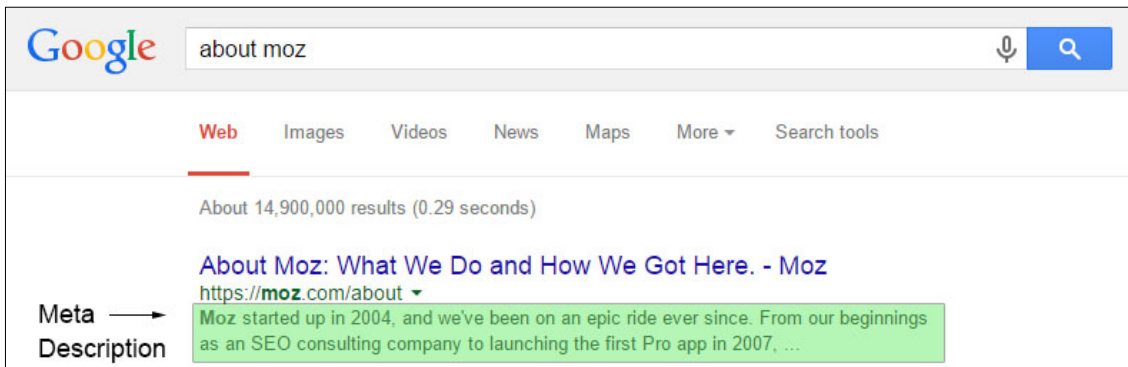 Google about moz
Web Images Videos News Maps More Search tools
About 14,900,000 results (0.29 seconds)
About Moz: What We Do and How We Got Here. - Moz
https://moz.com/about
Meta
Description
Moz started up in 2004, and we've been on an epic ride ever since. From our beginnings
as an SEO consulting company to launching the first Pro app in 2007, ...